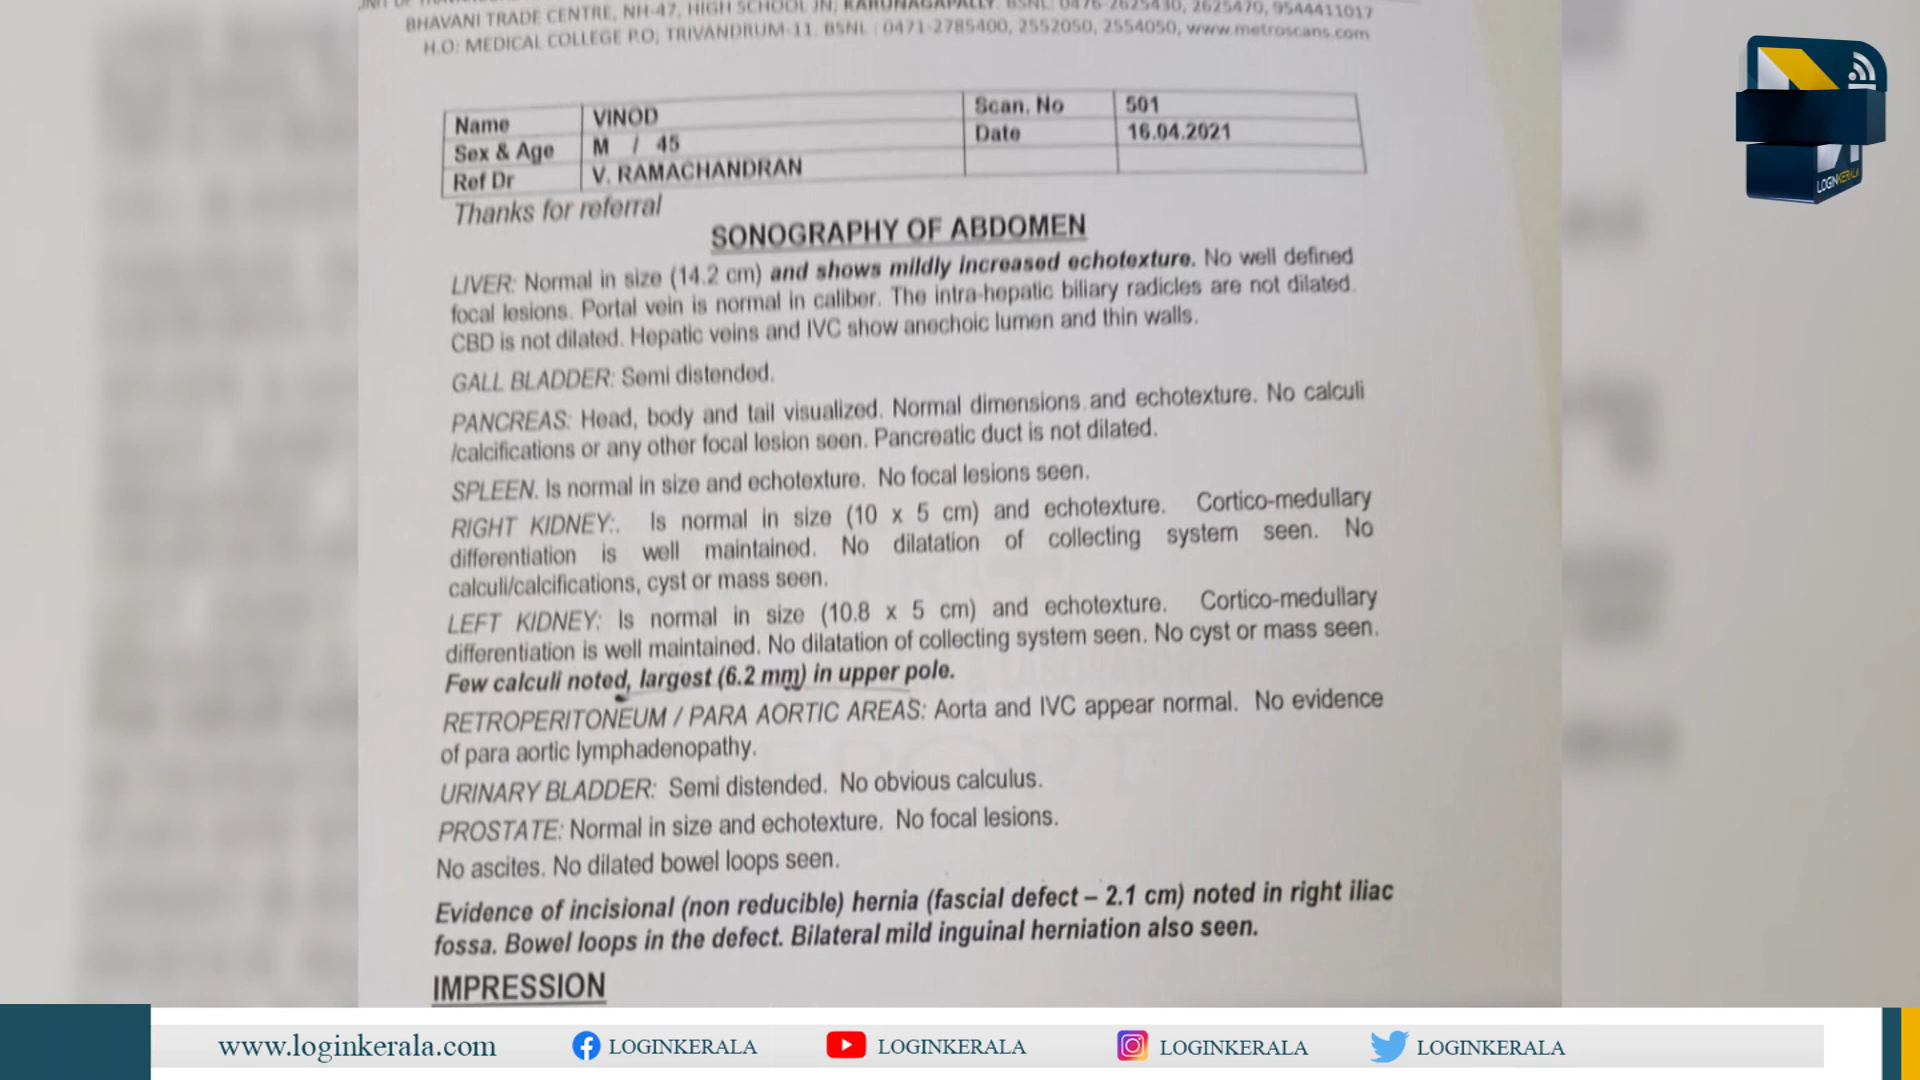 BHAVANI TRADE CENTRE, NH-47, HIGH SCHOOL JN, KARUNAGAPALLY. BSNL: 0476-2625430, 2625470, 9544411017
H.O: MEDICAL COLLEGE P.O, TRIVANDRUM-11. BSNL : 0471-2785400, 2552050, 2554050, www.metroscans.com
Name VINOD Scan. No 501
Sex & Age M / 45 Date 16.04.2021
Ref Dr V. RAMACHANDRAN
Thanks for referral
SONOGRAPHY OF ABDOMEN
LIVER: Normal in size (14.2 cm) and shows mildly increased echotexture. No well defined
focal lesions. Portal vein is normal in caliber. The intra-hepatic biliary radicles are not dilated.
CBD is not dilated. Hepatic veins and IVC show anechoic lumen and thin walls.
GALL BLADDER: Semi distended.
PANCREAS: Head, body and tail visualized. Normal dimensions and echotexture. No calculi
/calcifications or any other focal lesion seen. Pancreatic duct is not dilated.
SPLEEN. Is normal in size and echotexture. No focal lesions seen.
RIGHT KIDNEY:. Is normal in size (10 x 5 cm) and echotexture. Cortico-medullary
differentiation is well maintained. No dilatation of collecting system seen. No
calculi/calcifications, cyst or mass seen.
LEFT KIDNEY: Is normal in size (10.8 x 5 cm) and echotexture. Cortico-medullary
differentiation is well maintained. No dilatation of collecting system seen. No cyst or mass seen.
Few calculi noted, largest (6.2 mm) in upper pole.
RETROPERITONEUM / PARA AORTIC AREAS: Aorta and IVC appear normal. No evidence
of para aortic lymphadenopathy.
URINARY BLADDER: Semi distended. No obvious calculus.
PROSTATE: Normal in size and echotexture. No focal lesions.
No ascites. No dilated bowel loops seen.
Evidence of incisional (non reducible) hernia (fascial defect – 2.1 cm) noted in right iliac
fossa. Bowel loops in the defect. Bilateral mild inguinal herniation also seen.
IMPRESSION
LOGINKERALA
www.loginkerala.com LOGINKERALA LOGINKERALA LOGINKERALA LOGINKERALA